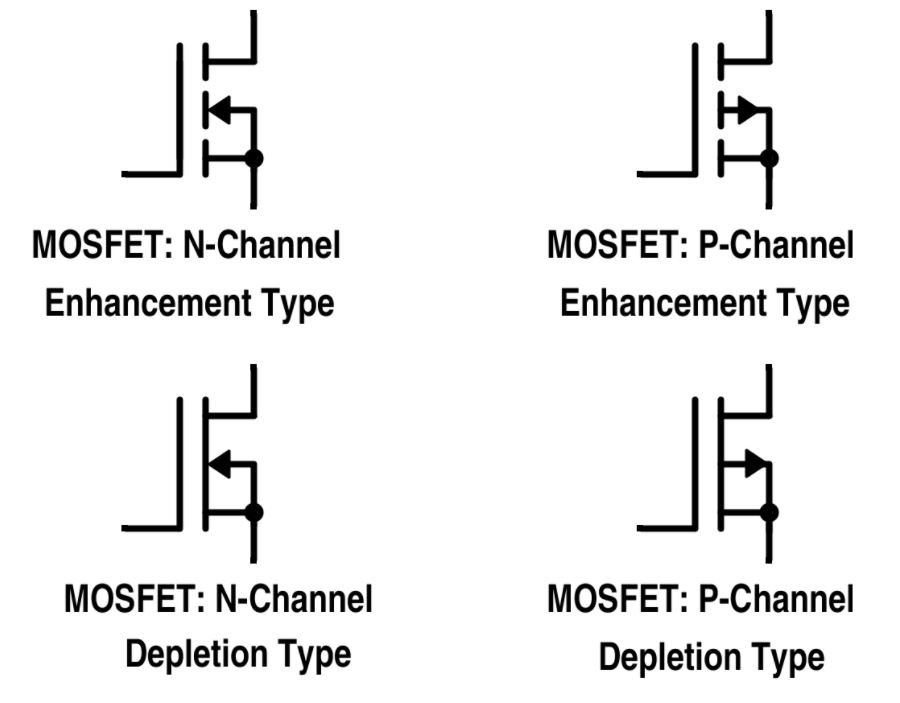 MOSFET: N-Channel
Enhancement Type
MOSFET: P-Channel
Enhancement Type
MOSFET: N-Channel
Depletion Type
MOSFET: P-Channel
Depletion Type